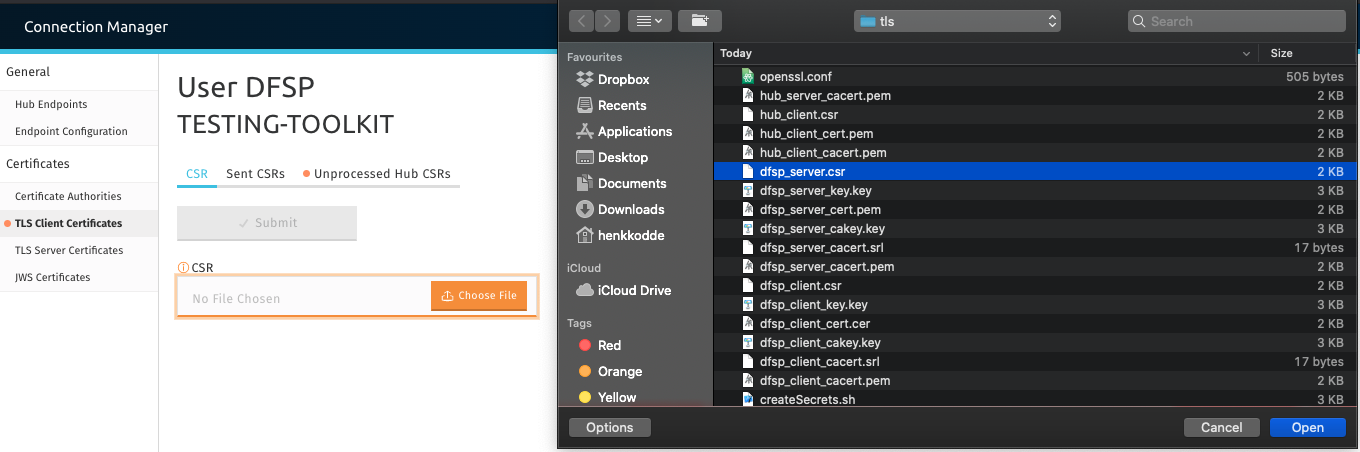 Connection Manager
General
Hub Endpoints
Endpoint Configuration
Certificates
Certificate Authorities
TLS Client Certificates
TLS Server Certificates
JWS Certificates
User DFSP
TESTING-TOOLKIT
CSR Sent CSRs Unprocessed Hub CSRs
Submit
CSR
No File Chosen Choose File
tls Search
Favourites
Dropbox
Recents
Applications
Desktop
Documents
Downloads
henkkodde
iCloud
iCloud Drive
Tags
Red
Orange
Yellow
Today Size
openssl.conf 505 bytes
hub_server_cacert.pem 2 KB
hub_client.csr 2 KB
hub_client_cert.pem 2 KB
hub_client_cacert.pem 2 KB
dfsp_server.csr 2 KB
dfsp_server_key.key 3 KB
dfsp_server_cert.pem 2 KB
dfsp_server_cakey.key 3 KB
dfsp_server_cacert.srl 17 bytes
dfsp_server_cacert.pem 2 KB
dfsp_client.csr 2 KB
dfsp_client_key.key 3 KB
dfsp_client_cert.cer 2 KB
dfsp_client_cakey.key 3 KB
dfsp_client_cacert.srl 17 bytes
dfsp_client_cacert.pem 2 KB
createSecrets.sh 3 KB
Options Cancel Open